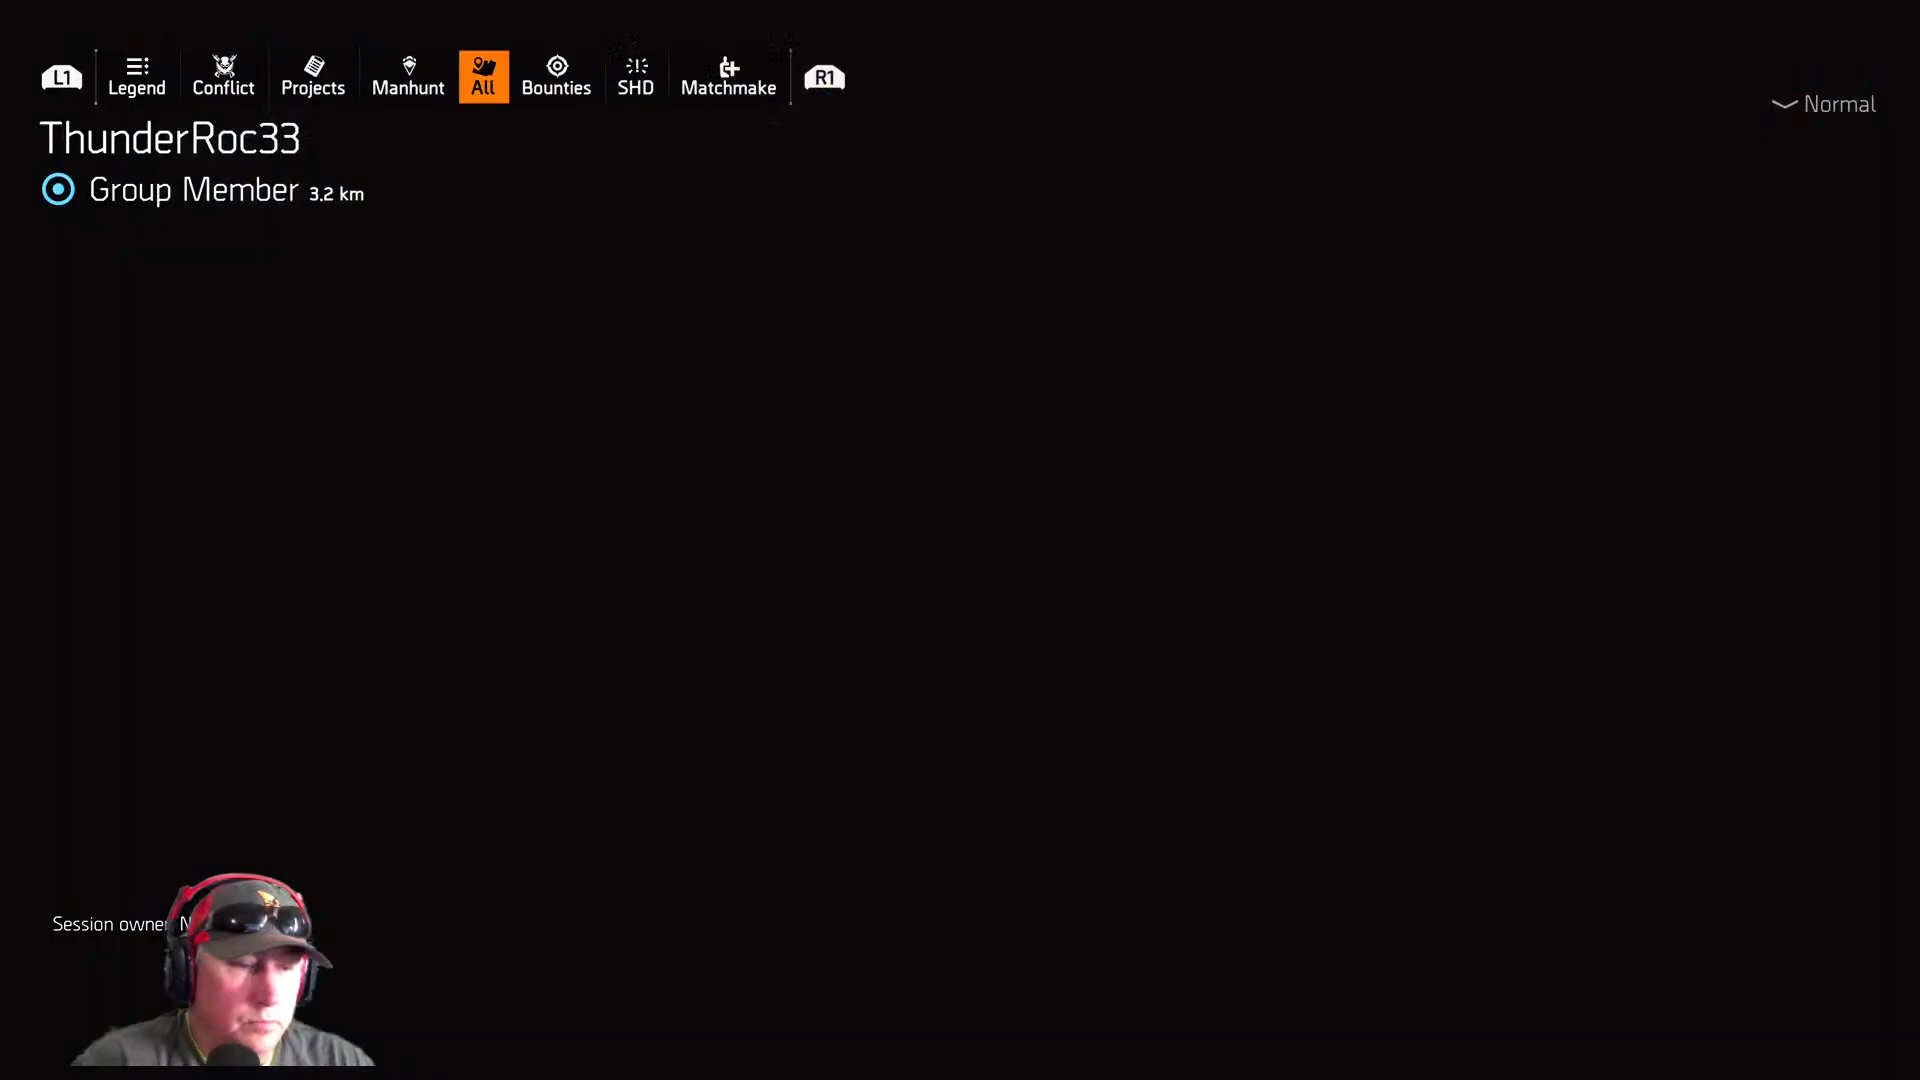 L1 Legend Conflict Projects Manhunt All Bounties SHD Matchmake R1
Normal
ThunderRoc33
Group Member 3.2 km
Session owner